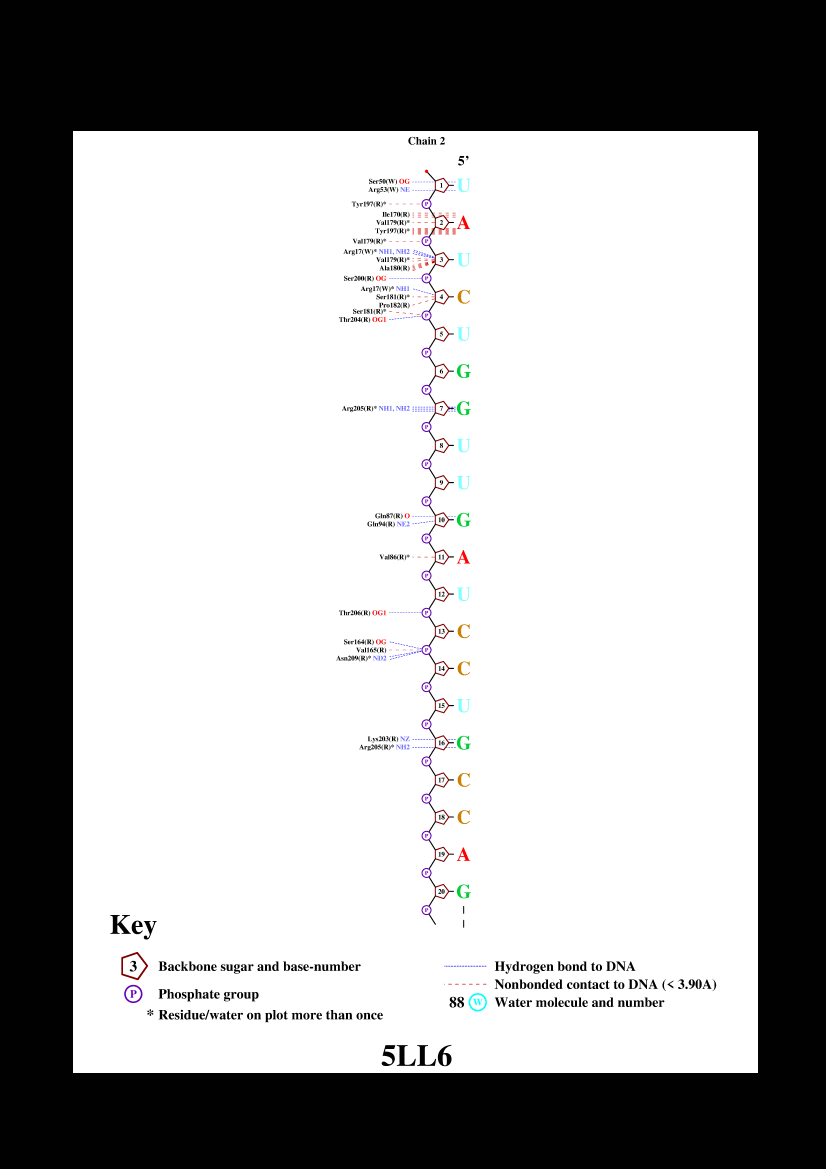 Chain 2
5’
Ser50(W) OG
1 U
Arg53(W) NE
Tyr197(R)*
P
Ile170(R)
Val179(R)*
2 A
Tyr197(R)*
Val179(R)*
P
Arg17(W)* NH1, NH2
Val179(R)*
3 U
Ala180(R)
Ser200(R) OG
P
Arg17(W)* NH1
Ser181(R)*
4 C
Pro182(R)
Ser181(R)*
P
Thr204(R) OG1
5 U
P
6 G
P
Arg205(R)* NH1, NH2
7 G
P
8 U
P
9 U
P
Gln87(R) O
10 G
Gln94(R) NE2
P
Val86(R)*
11 A
P
12 U
Thr206(R) OG1
P
13 C
Ser164(R) OG
Val165(R)
P
Asn209(R)* ND2
14 C
P
15 U
P
Lys203(R) NZ
16 G
Arg205(R)* NH2
P
17 C
P
18 C
P
19 A
P
20 G
P
Key
3 Backbone sugar and base-number
P Phosphate group
* Residue/water on plot more than once
Hydrogen bond to DNA
Nonbonded contact to DNA (< 3.90A)
88 W Water molecule and number
5LL6